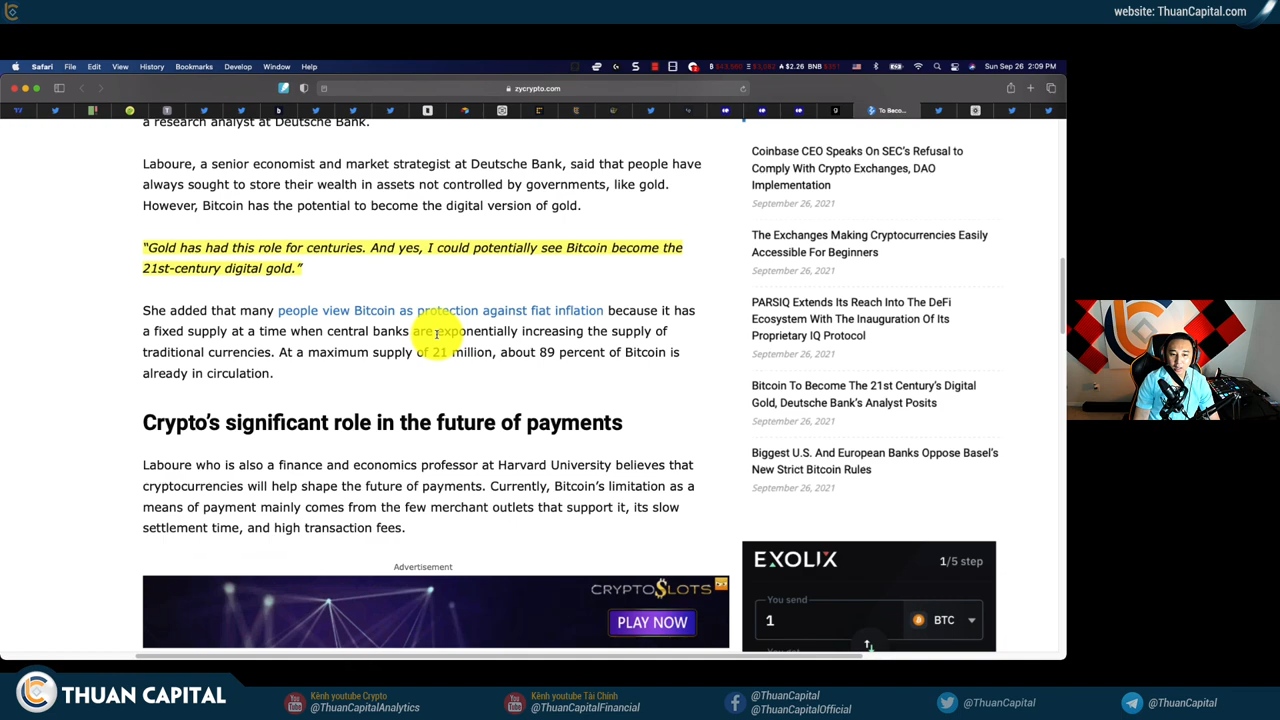 website: ThuanCapital.com
Safari File Edit View History Bookmarks Develop Window Help
Sun Sep 26 2:09 PM
zycrypto.com
To Beco...
a research analyst at Deutsche Bank.
Laboure, a senior economist and market strategist at Deutsche Bank, said that people have
always sought to store their wealth in assets not controlled by governments, like gold.
However, Bitcoin has the potential to become the digital version of gold.
“Gold has had this role for centuries. And yes, I could potentially see Bitcoin become the
21st-century digital gold.”
She added that many people view Bitcoin as protection against fiat inflation because it has
a fixed supply at a time when central banks are exponentially increasing the supply of
traditional currencies. At a maximum supply of 21 million, about 89 percent of Bitcoin is
already in circulation.
Crypto’s significant role in the future of payments
Laboure who is also a finance and economics professor at Harvard University believes that
cryptocurrencies will help shape the future of payments. Currently, Bitcoin’s limitation as a
means of payment mainly comes from the few merchant outlets that support it, its slow
settlement time, and high transaction fees.
Advertisement
CRYPTOSLOTS
PLAY NOW
Coinbase CEO Speaks On SEC’s Refusal to
Comply With Crypto Exchanges, DAO
Implementation
September 26, 2021
The Exchanges Making Cryptocurrencies Easily
Accessible For Beginners
September 26, 2021
PARSIQ Extends Its Reach Into The DeFi
Ecosystem With The Inauguration Of Its
Proprietary IQ Protocol
September 26, 2021
Bitcoin To Become The 21st Century’s Digital
Gold, Deutsche Bank’s Analyst Posits
September 26, 2021
Biggest U.S. And European Banks Oppose Basel’s
New Strict Bitcoin Rules
September 26, 2021
EXOLIX
1/5 step
You send
1
BTC
THUAN CAPITAL
Kênh youtube Crypto
@ThuanCapitalAnalytics
Kênh youtube Tài Chính
@ThuanCapitalFinancial
@ThuanCapital
@ThuanCapitalOfficial
@ThuanCapital
@ThuanCapital